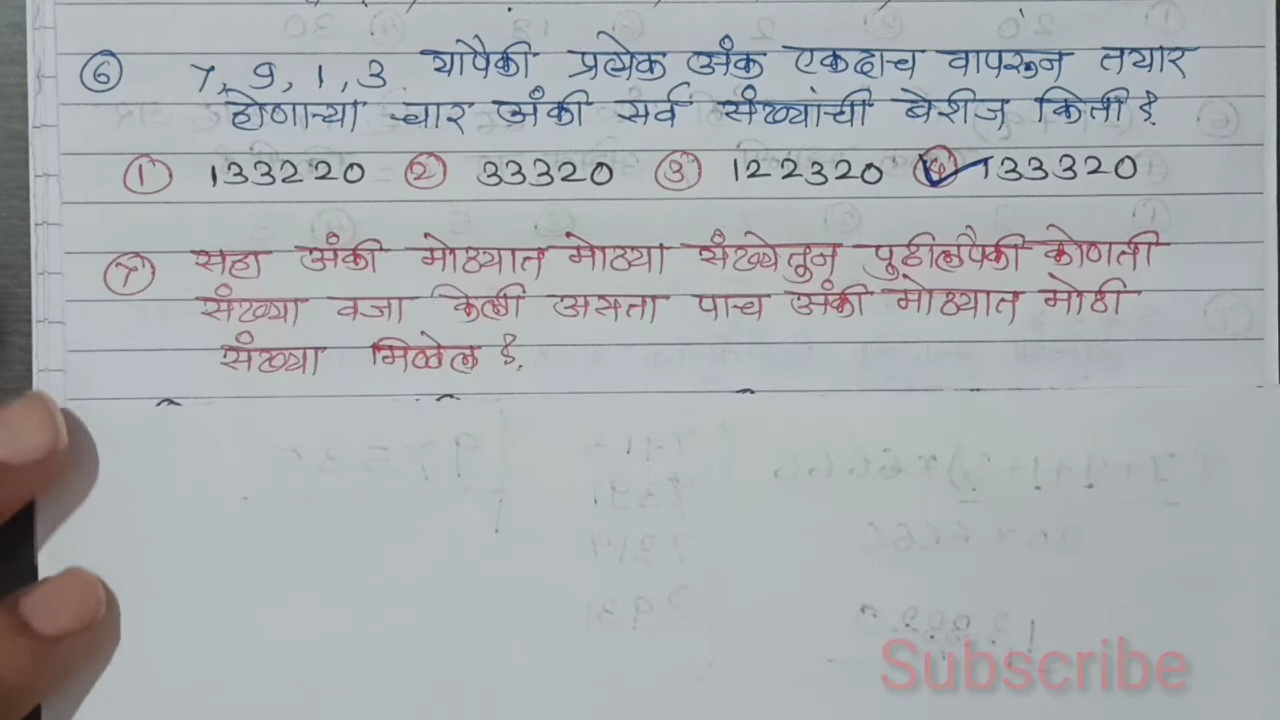 6 7, 9, 1, 3 यापैकी प्रत्येक अंक एकदाच वापरून तयार
होणाऱ्या चार अंकी सर्व संख्यांची बेरीज किती?
1 133220 2 33320 3 122320 4 133320
7 सहा अंकी मोठ्यात मोठ्या संख्येतुन पुढीलपैकी कोणती
संख्या वजा केली असता पाच अंकी मोठ्यात मोठी
संख्या मिळेल?
Subscribe